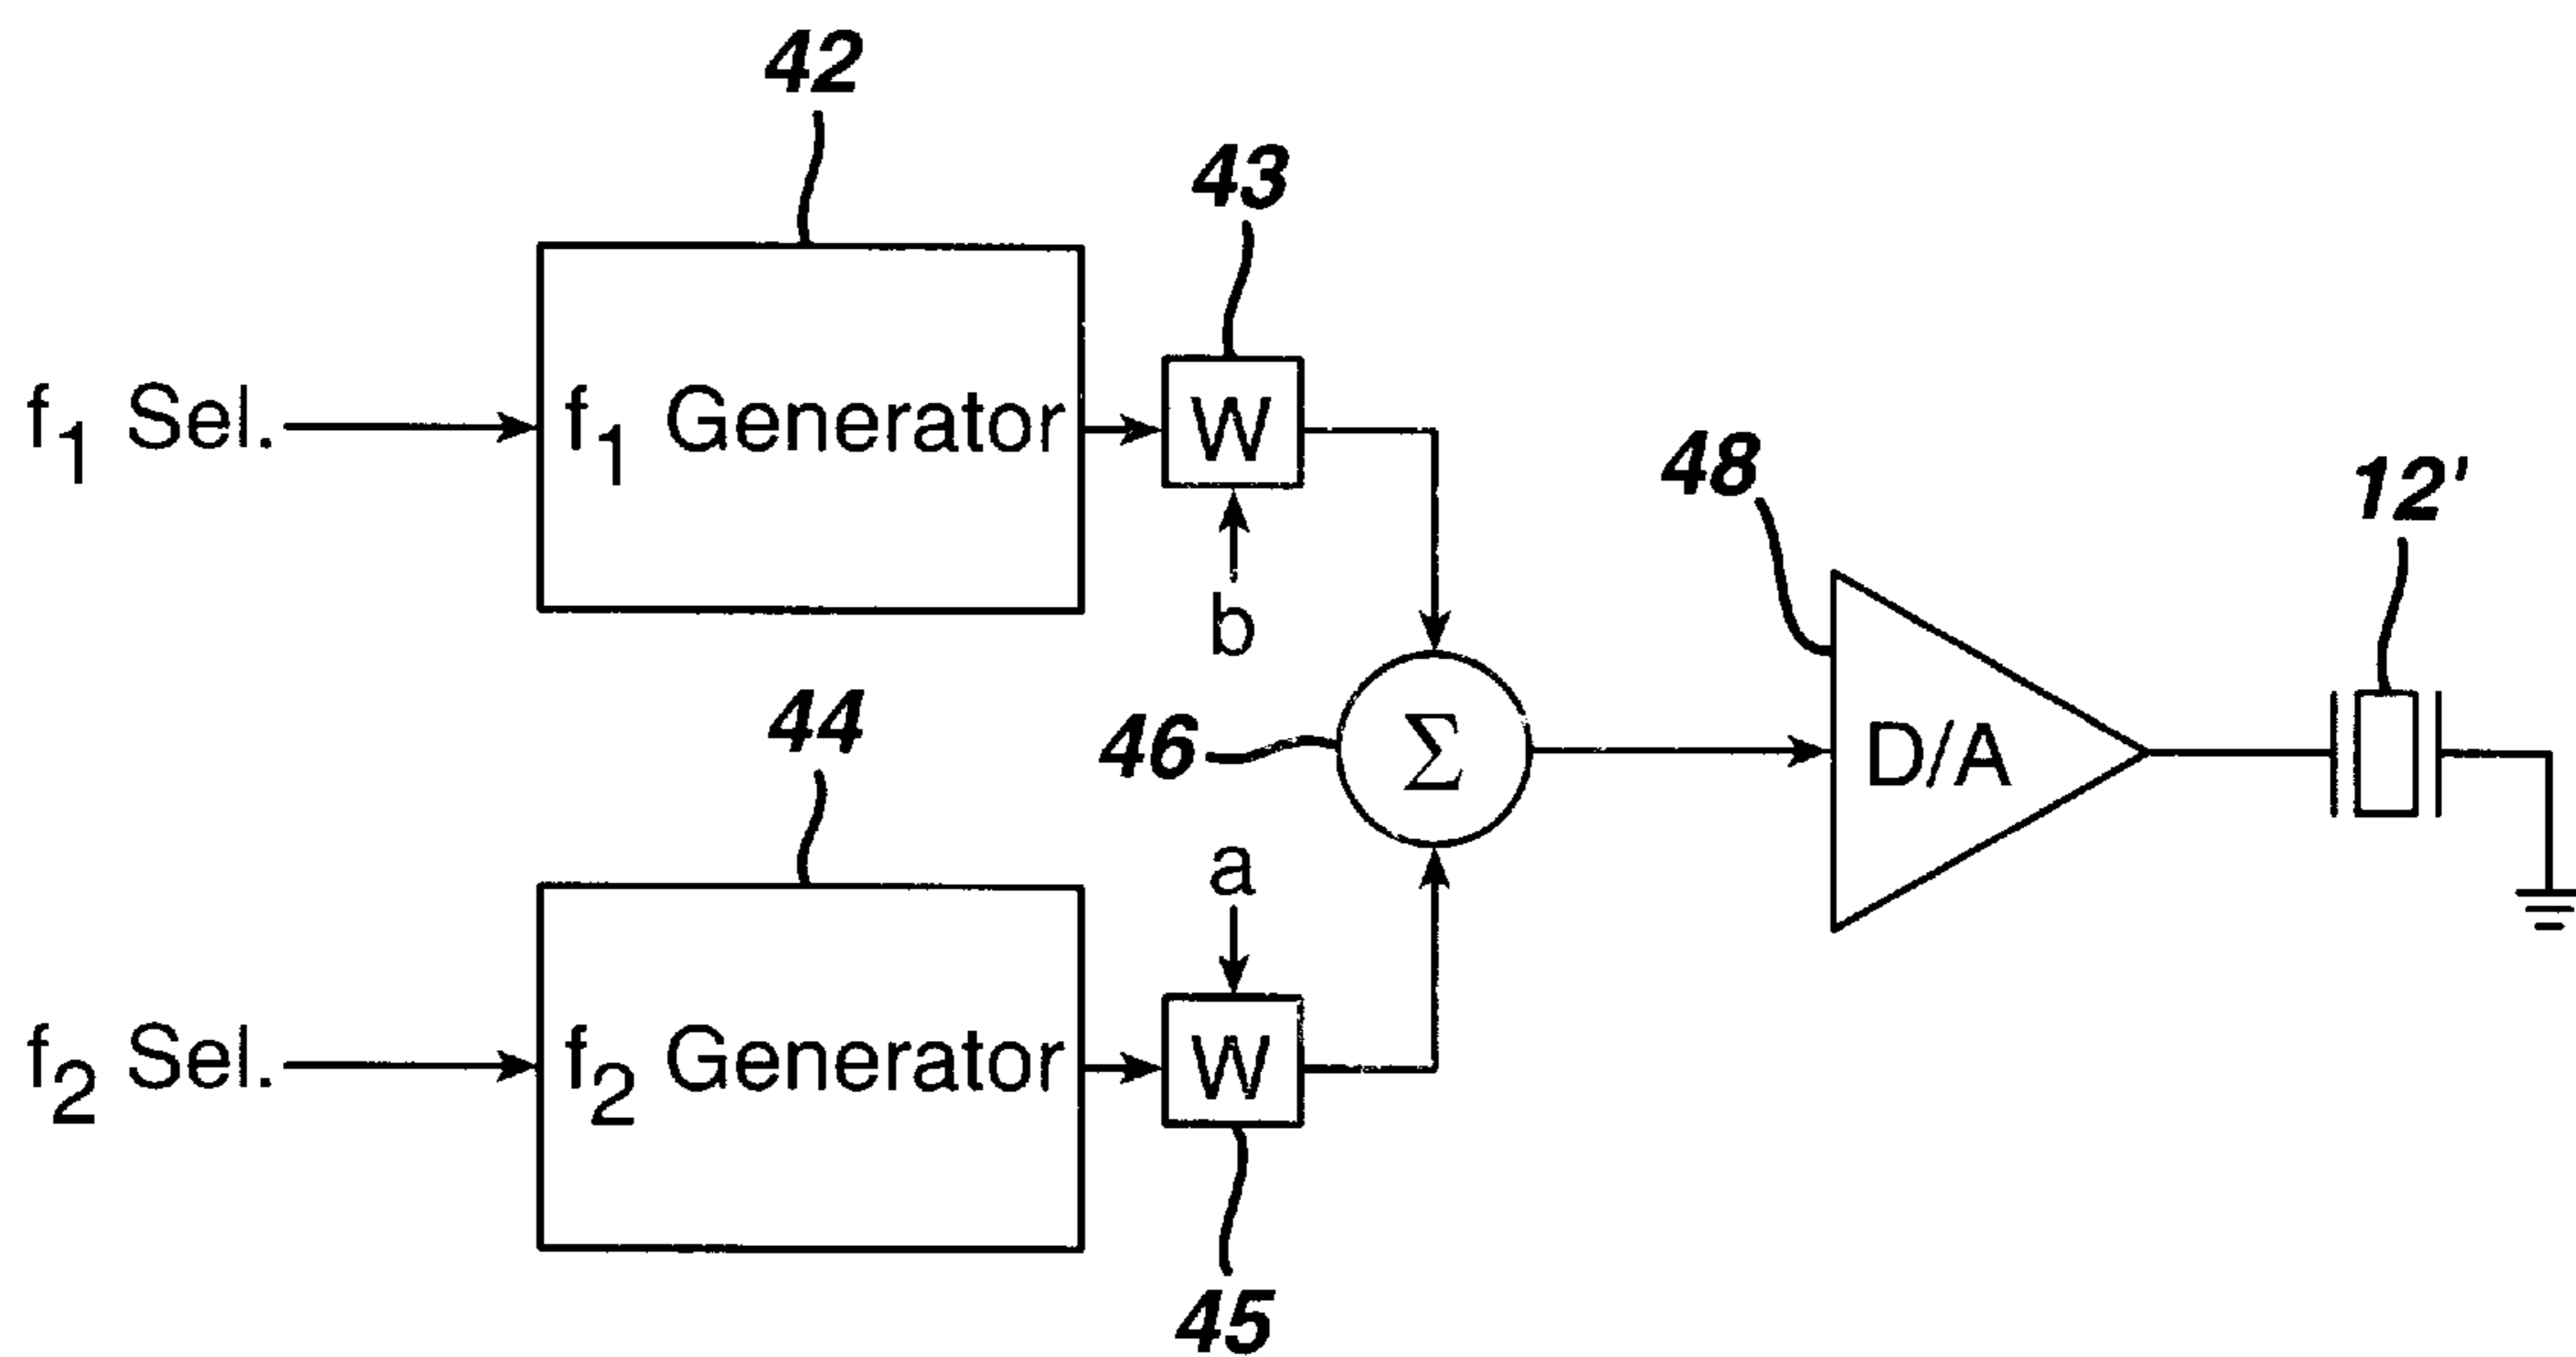 42
43
f1 Sel.
f1 Generator
W
b
48
D/A
12'
46
Σ
44
a
f2 Sel.
f2 Generator
W
45